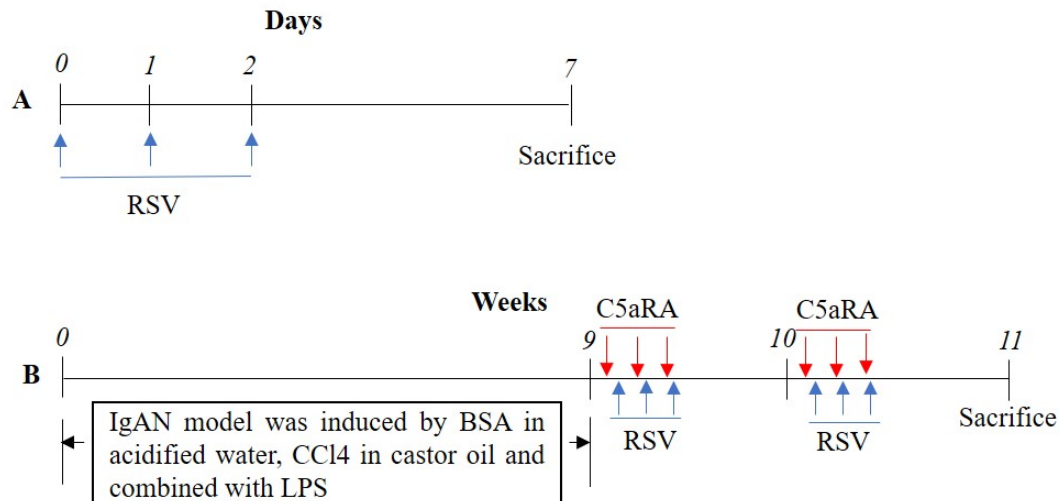 Days
0 1 2 7
A
Sacrifice
RSV
Weeks
C5aRA C5aRA
0 9 10 11
B
Sacrifice
RSV RSV
IgAN model was induced by BSA in
acidified water, CCl4 in castor oil and
combined with LPS